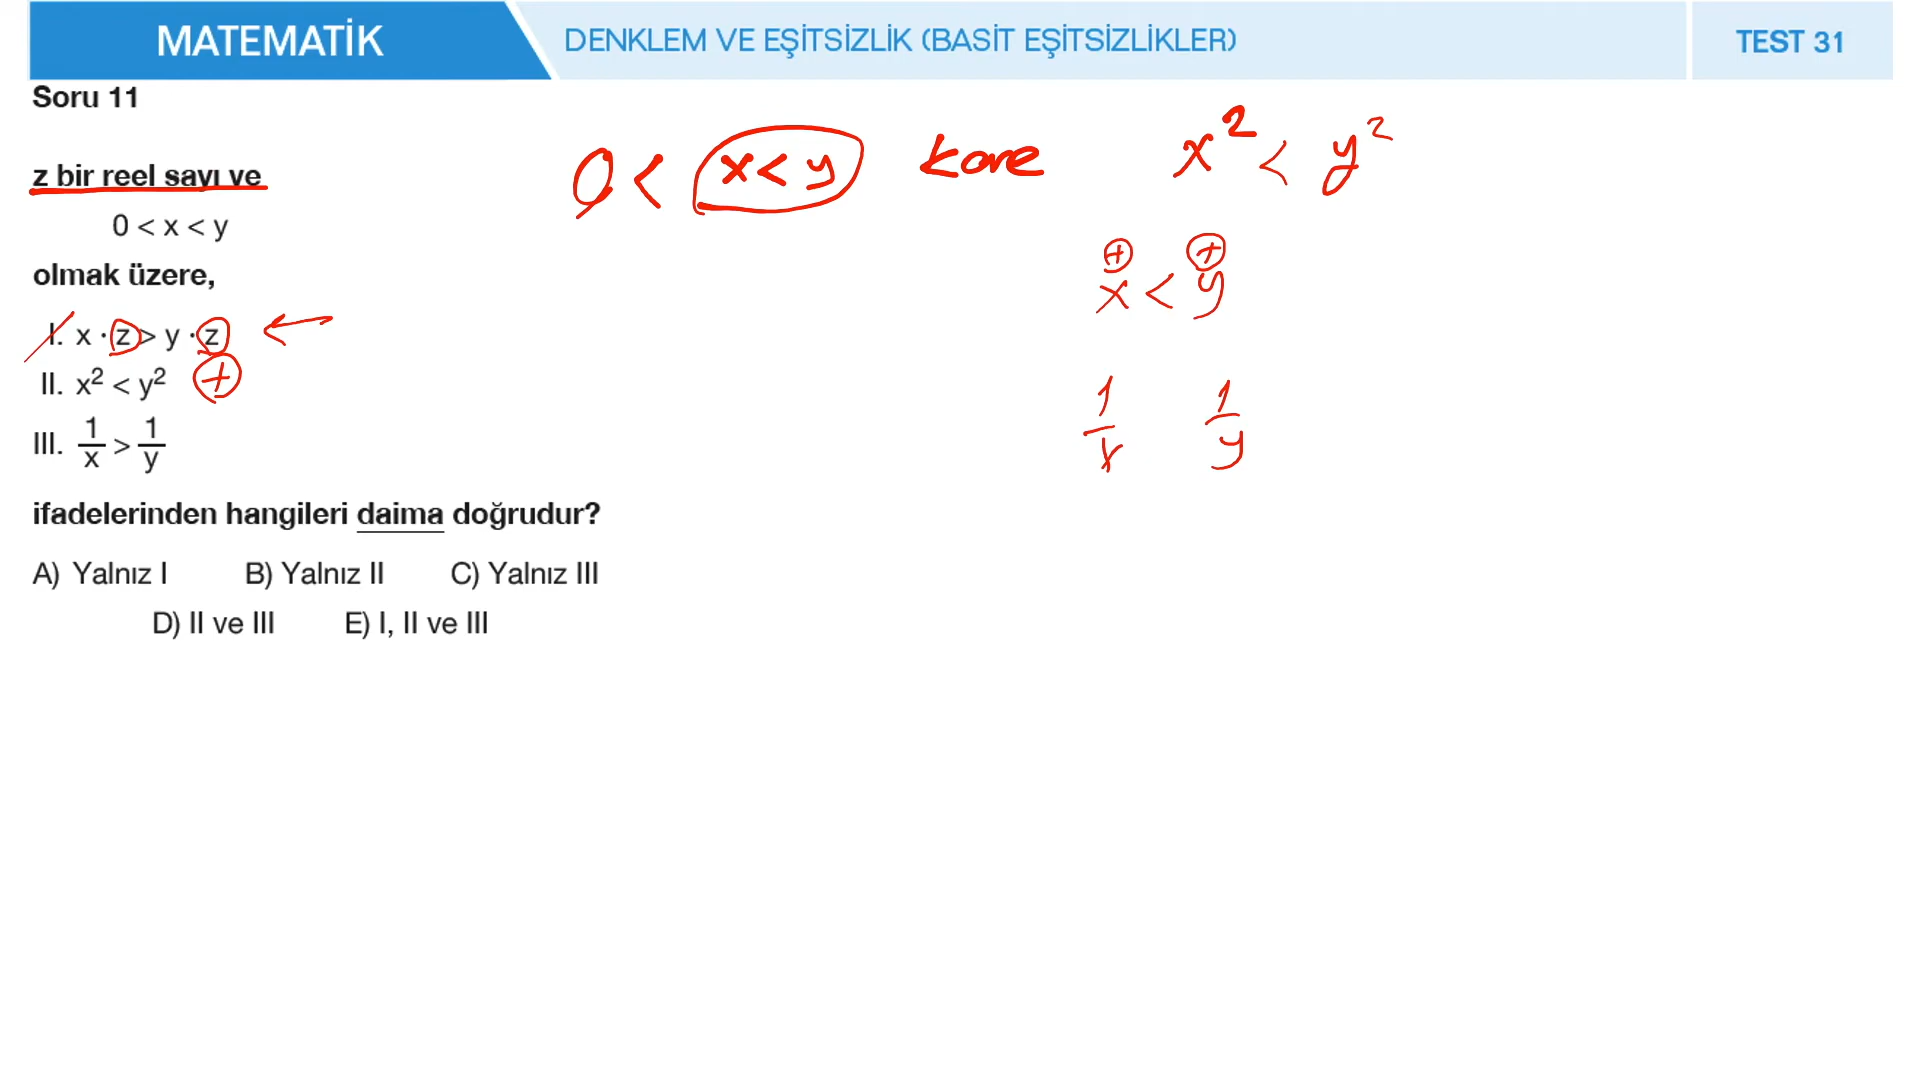 MATEMATİK
DENKLEM VE EŞİTSİZLİK (BASİT EŞİTSİZLİKLER)
TEST 31
Soru 11
z bir reel sayı ve
0 < x < y
olmak üzere,
I. x · z > y · z
II. x² < y²
III. 1/x > 1/y
ifadelerinden hangileri daima doğrudur?
A) Yalnız I B) Yalnız II C) Yalnız III
D) II ve III E) I, II ve III
0 < x < y kare x² < y²
+ +
x < y
1/x 1/y
+